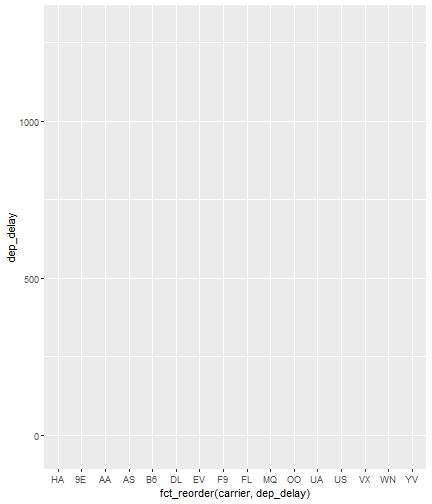 1000
500
0
dep_delay
HA 9E AA AS B6 DL EV F9 FL MQ OO UA US VX WN YV
fct_reorder(carrier, dep_delay)